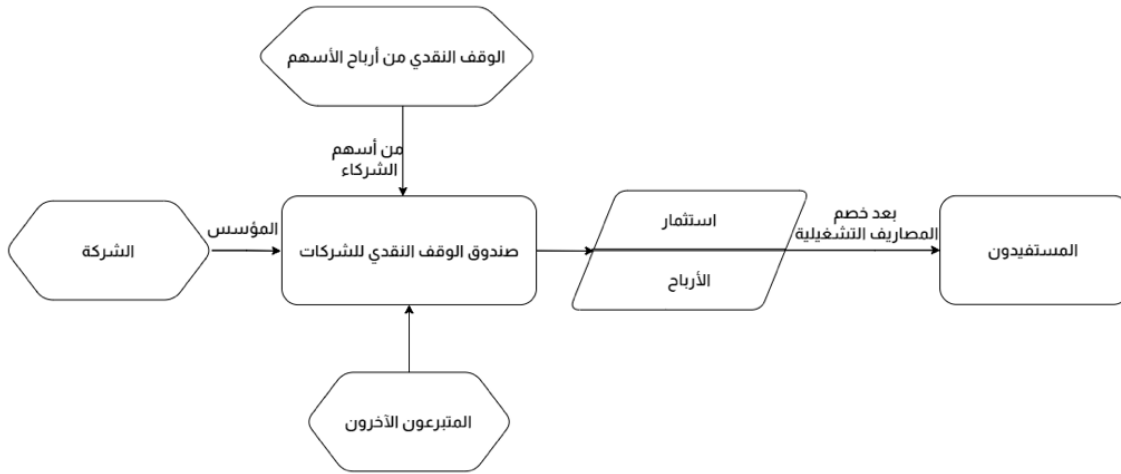 الوقف النقدي من أرباح الأسهم
من أسهم
الشركاء
الشركة
المؤسس
صندوق الوقف النقدي للشركات
استثمار
الأرباح
بعد خصم
المصاريف التشغيلية
المستفيدون
المتبرعون الآخرون